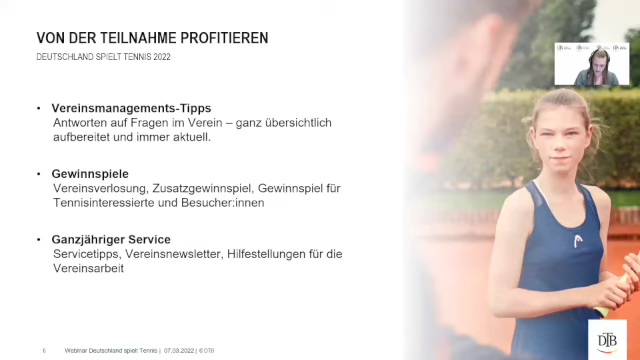 VON DER TEILNAHME PROFITIEREN
DEUTSCHLAND SPIELT TENNIS 2022
• Vereinsmanagements-Tipps
Antworten auf Fragen im Verein – ganz übersichtlich
aufbereitet und immer aktuell.
• Gewinnspiele
Vereinsverlosung, Zusatzgewinnspiel, Gewinnspiel für
Tennisinteressierte und Besucher:innen
• Ganzjähriger Service
Servicetipps, Vereinsnewsletter, Hilfestellungen für die
Vereinsarbeit
6 Webinar Deutschland spielt Tennis | 07.03.2022 | © DTB
DTB